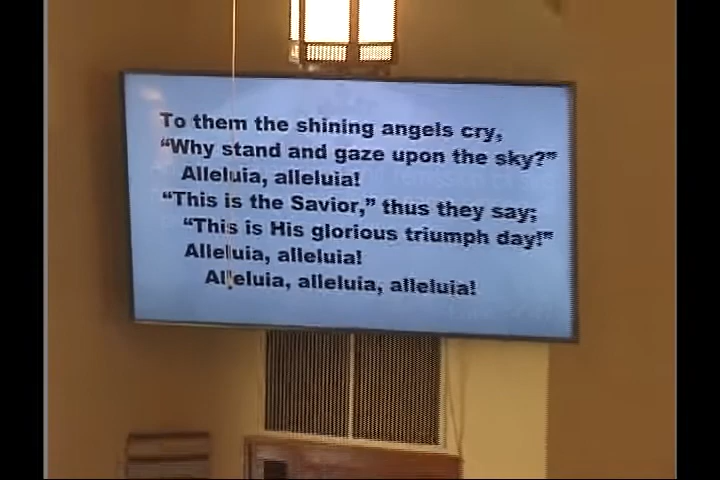 To them the shining angels cry,
“Why stand and gaze upon the sky?”
Alleluia, alleluia!
“This is the Savior,” thus they say;
“This is His glorious triumph day!”
Alleluia, alleluia!
Alleluia, alleluia, alleluia!